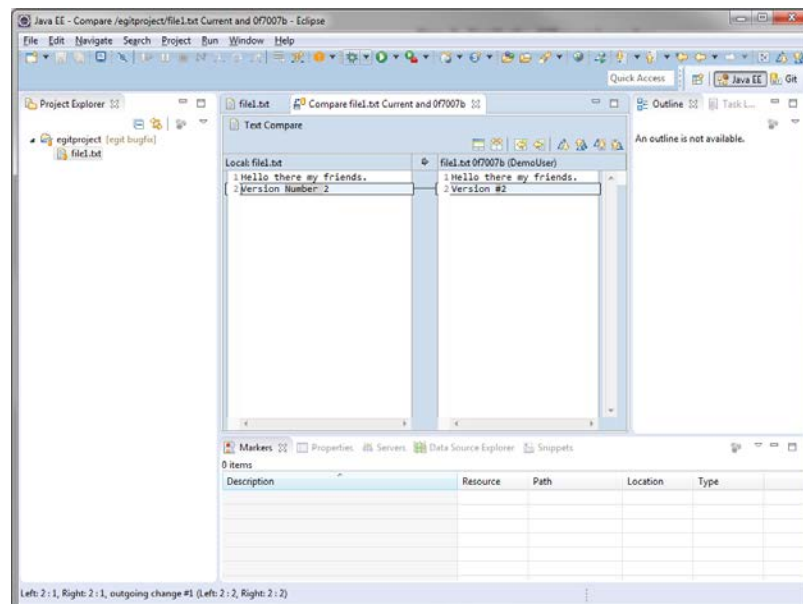 Java EE - Compare /egitproject/file1.txt Current and 0f7007b - Eclipse
File Edit Navigate Search Project Run Window Help
Quick Access Java EE Git
Project Explorer
file1.txt Compare file1.txt Current and 0f7007b
Outline Task L...
egitproject [egit bugfix]
file1.txt
Text Compare
An outline is not available.
Local: file1.txt file1.txt 0f7007b (DemoUser)
1 Hello there my friends. 1 Hello there my friends.
2 Version Number 2 2 Version #2
Markers Properties Servers Data Source Explorer Snippets
0 items
Description Resource Path Location Type
Left: 2 : 1, Right: 2 : 1, outgoing change #1 (Left: 2 : 2, Right: 2 : 2)